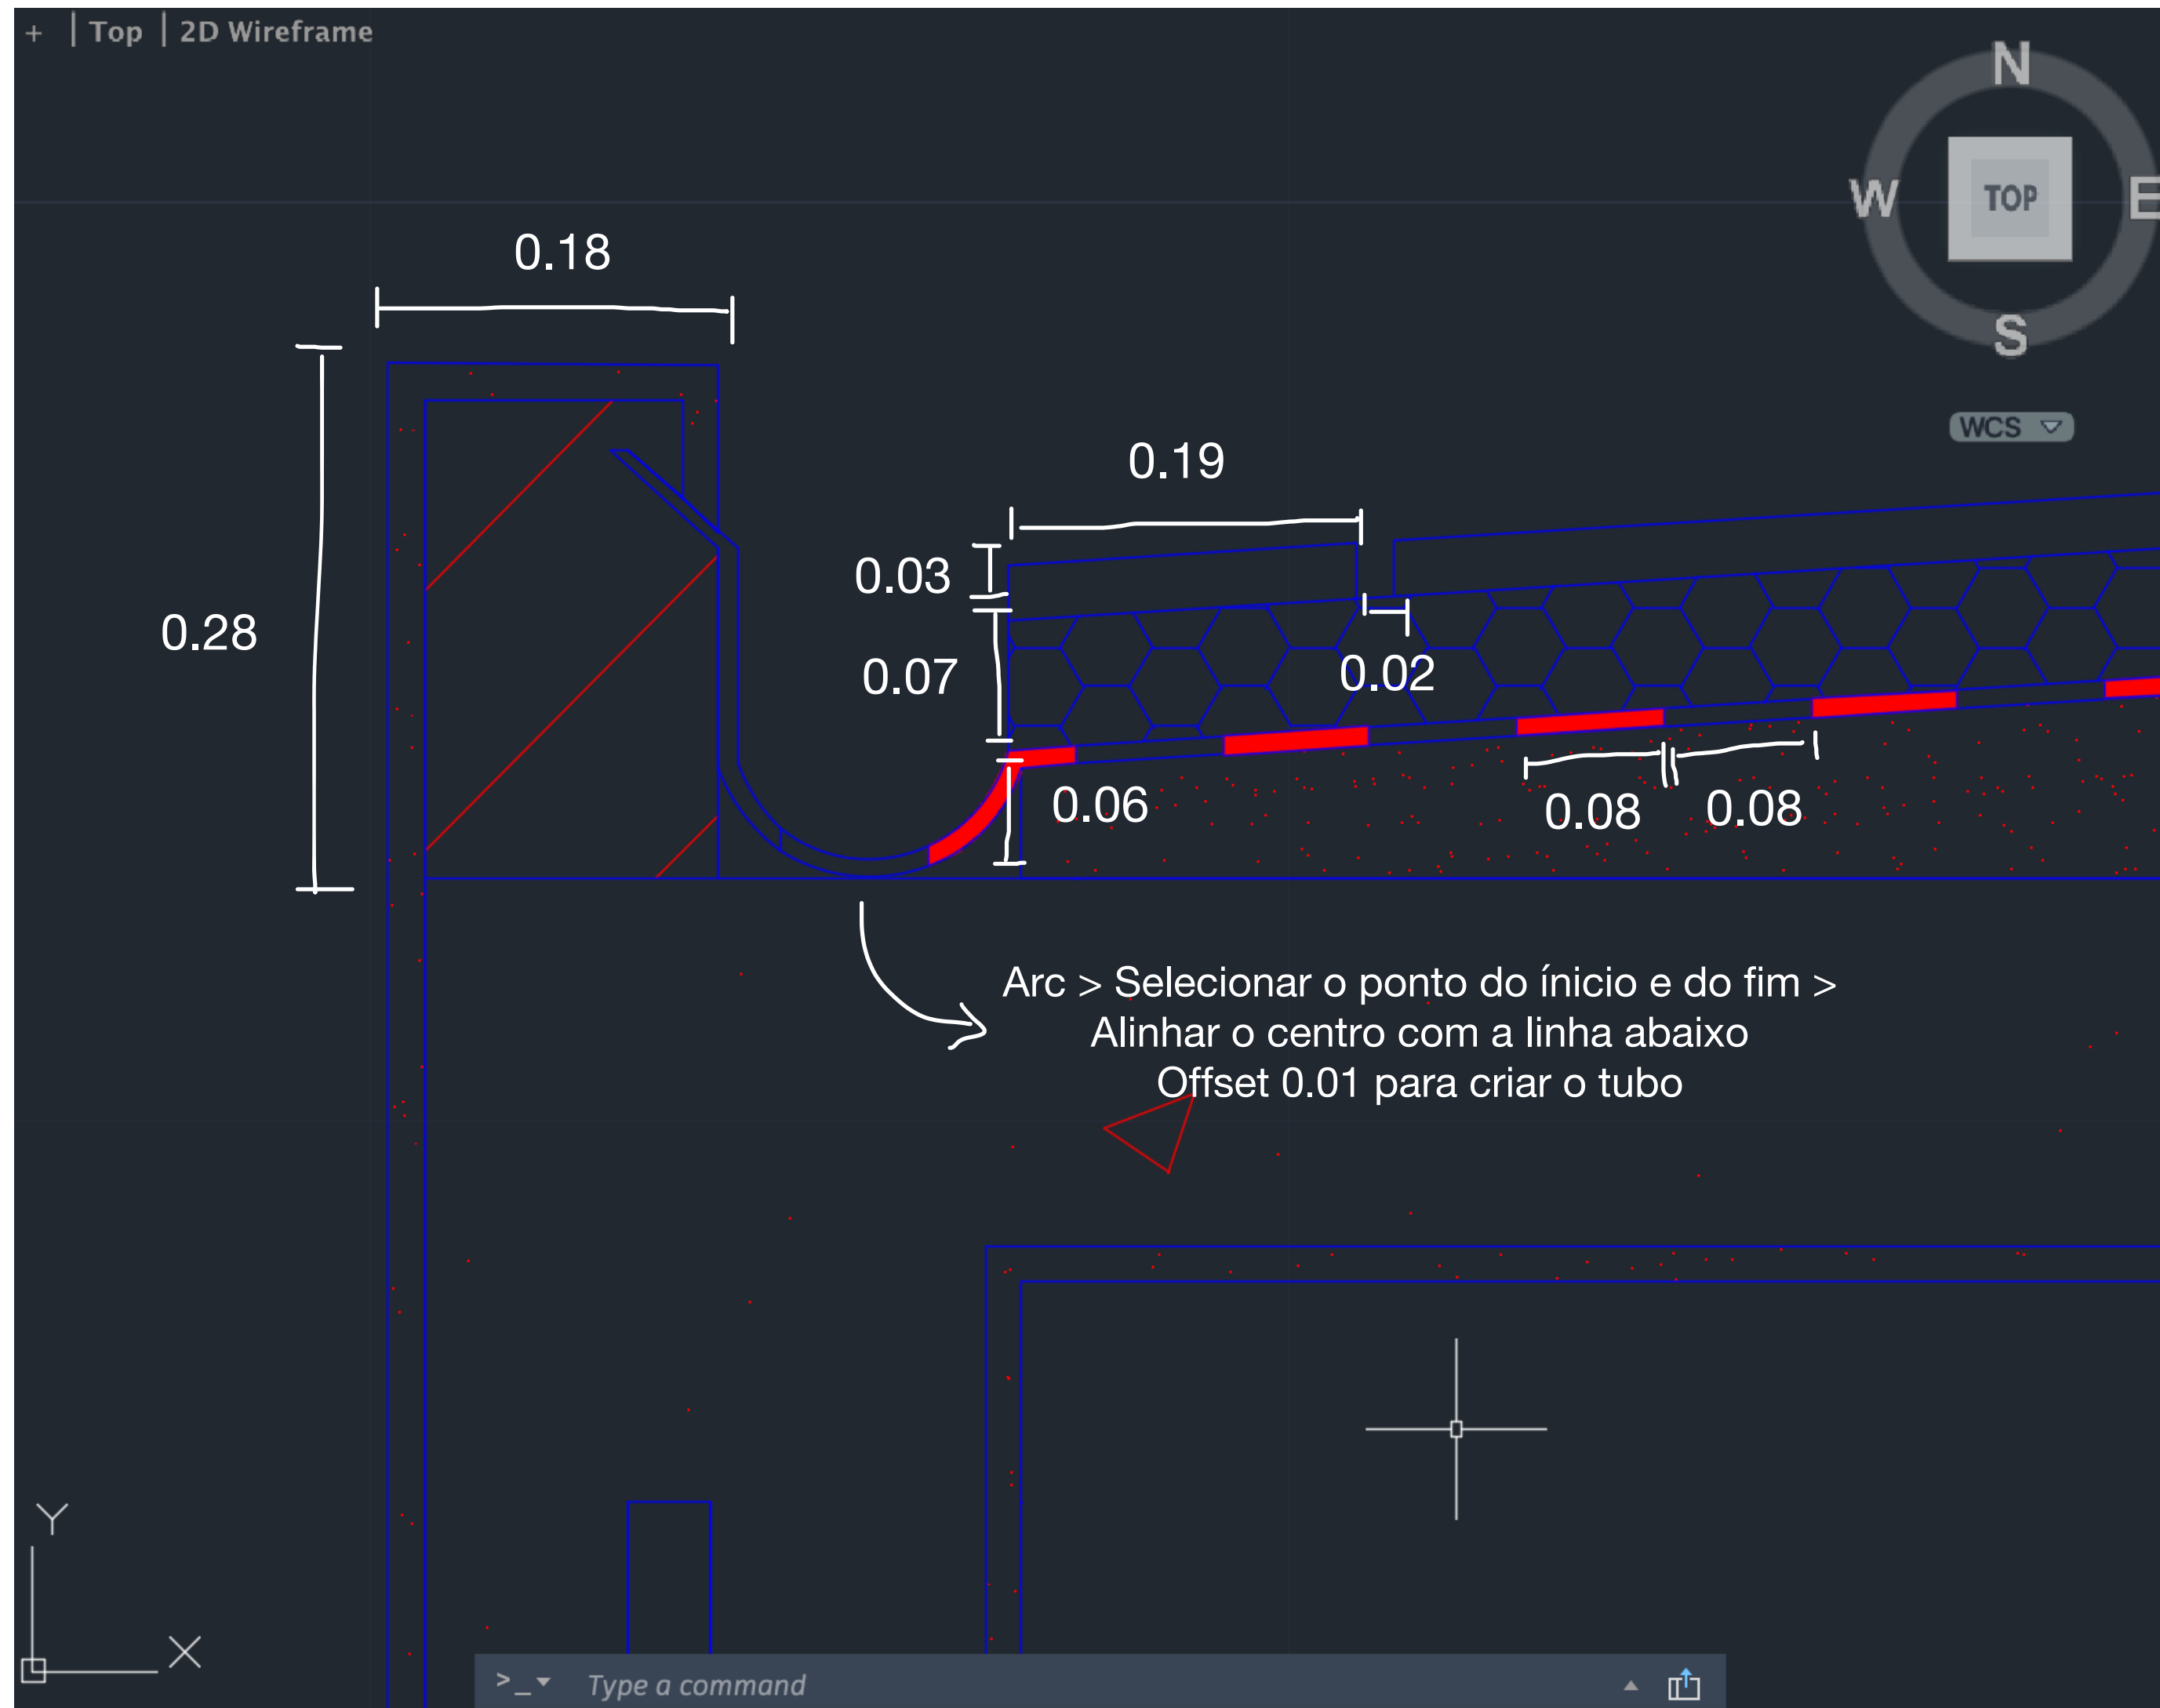 + | Top | 2D Wireframe
N
W
TOP
E
S
WCS
0.18
0.28
0.19
0.03
0.07
0.02
0.06
0.08
0.08
Arc > Selecionar o ponto do ínicio e do fim >
Alinhar o centro com a linha abaixo
Offset 0.01 para criar o tubo
Y
X
>_ Type a command